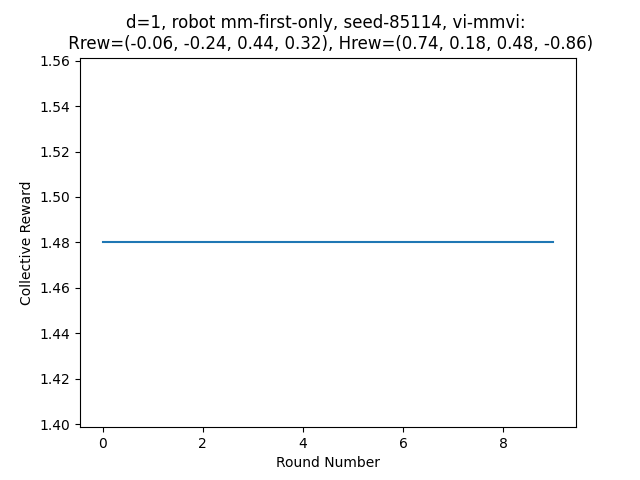 d=1, robot mm-first-only, seed-85114, vi-mmvi:
Rrew=(-0.06, -0.24, 0.44, 0.32), Hrew=(0.74, 0.18, 0.48, -0.86)
1.56
1.54
1.52
1.50
1.48
1.46
1.44
1.42
1.40
Collective Reward
0 2 4 6 8
Round Number